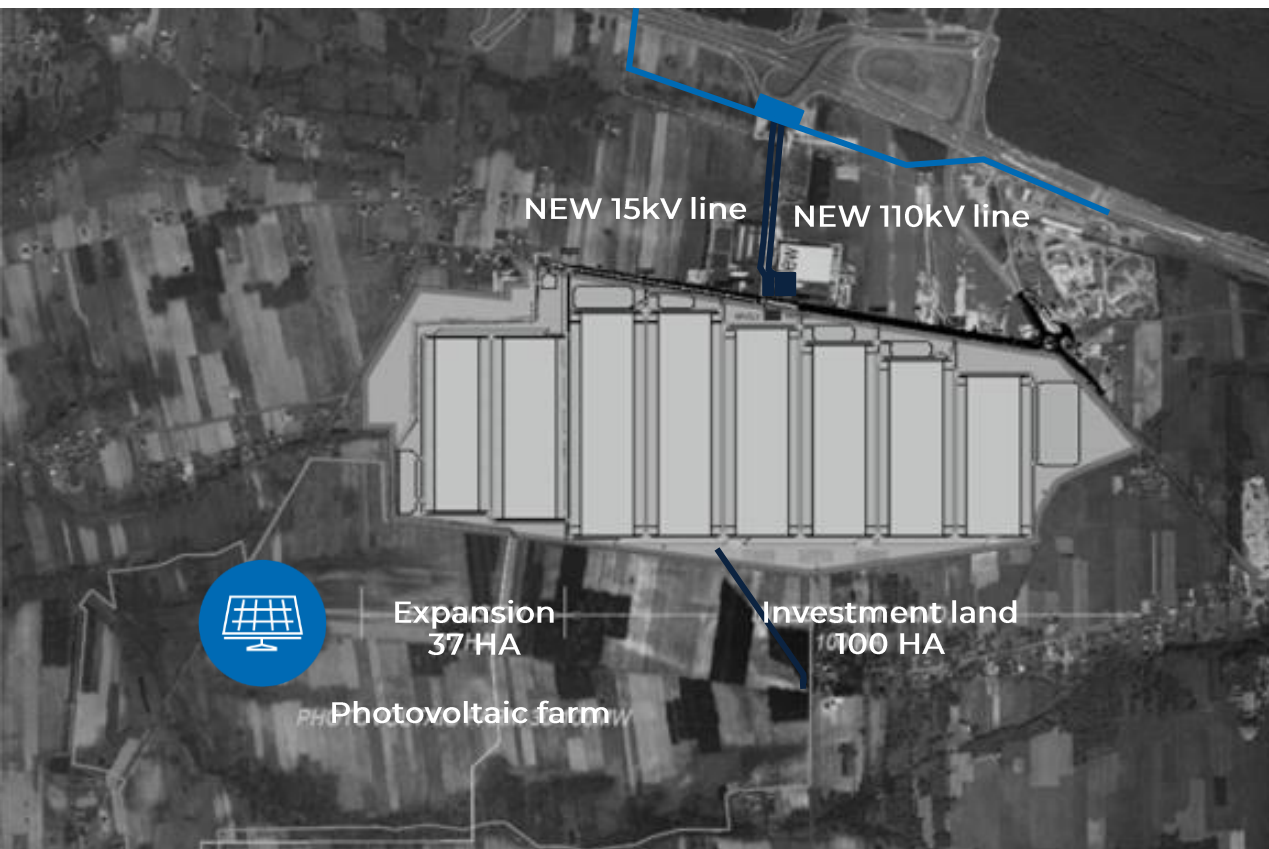 NEW 15kV line
NEW 110kV line
Expansion
37 HA
Investment land
100 HA
Photovoltaic farm